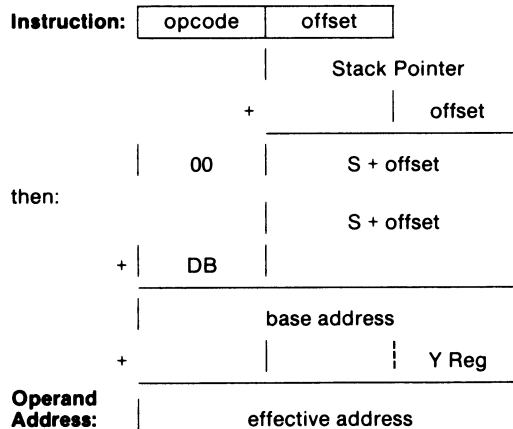 Instruction: opcode offset
Stack Pointer
+ offset
00 S + offset
then:
S + offset
+ DB
base address
+ Y Reg
Operand
Address: effective address